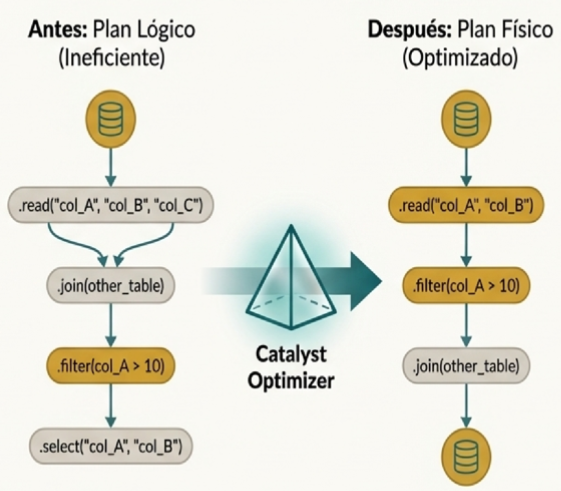 Antes: Plan Lógico
(Ineficiente)
.read("col_A", "col_B", "col_C")
.join(other_table)
.filter(col_A > 10)
.select("col_A", "col_B")
Catalyst
Optimizer
Después: Plan Físico
(Optimizado)
.read("col_A", "col_B")
.filter(col_A > 10)
.join(other_table)